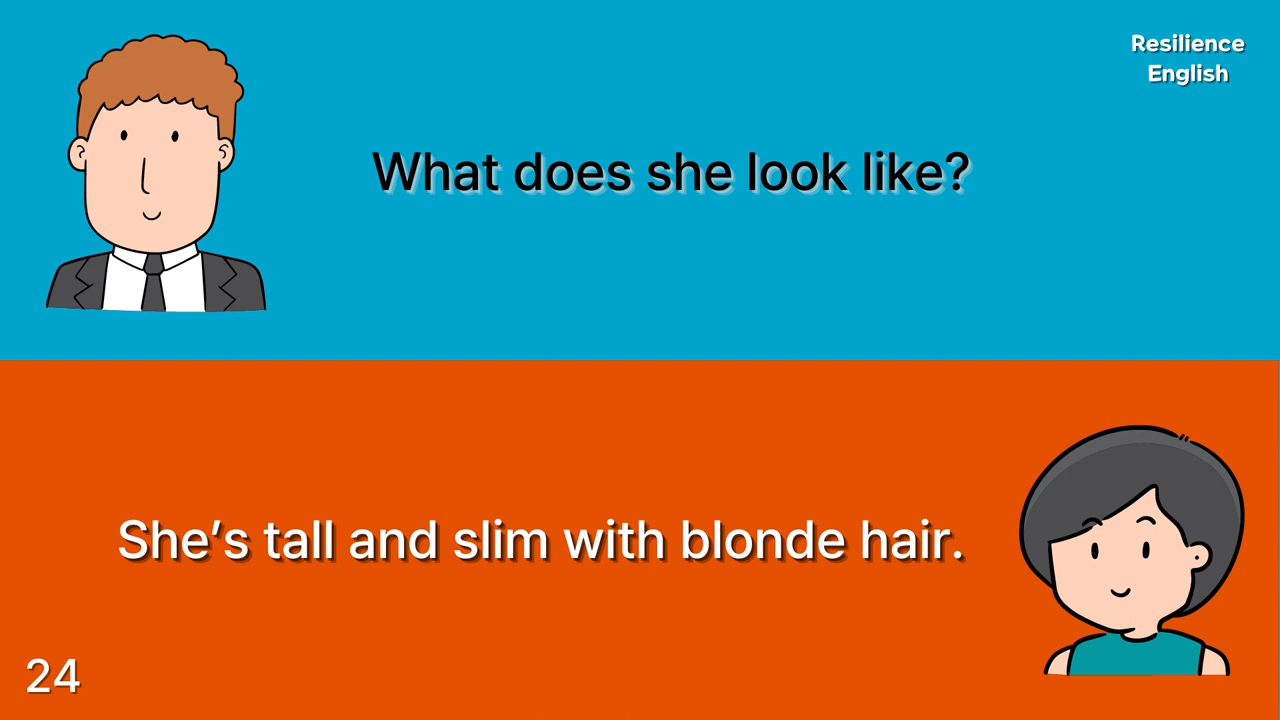 Resilience
English
What does she look like?
She's tall and slim with blonde hair.
24